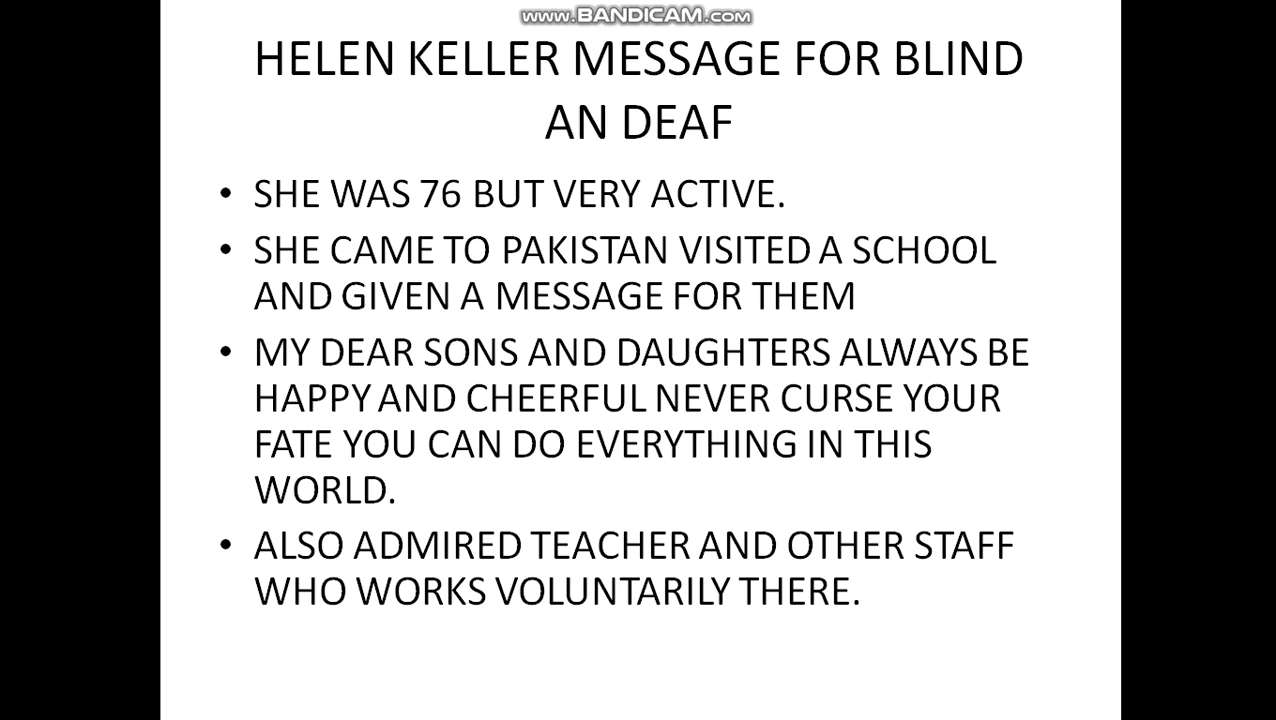 www.BANDICAM.com
HELEN KELLER MESSAGE FOR BLIND
AN DEAF
• SHE WAS 76 BUT VERY ACTIVE.
• SHE CAME TO PAKISTAN VISITED A SCHOOL
AND GIVEN A MESSAGE FOR THEM
• MY DEAR SONS AND DAUGHTERS ALWAYS BE
HAPPY AND CHEERFUL NEVER CURSE YOUR
FATE YOU CAN DO EVERYTHING IN THIS
WORLD.
• ALSO ADMIRED TEACHER AND OTHER STAFF
WHO WORKS VOLUNTARILY THERE.